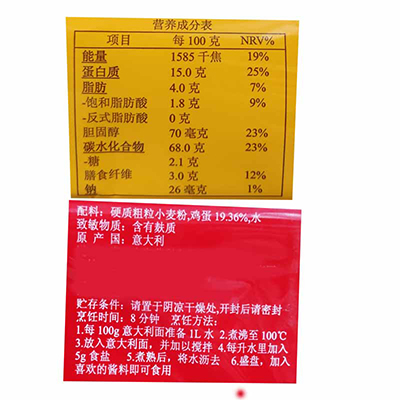 营养成分表
项目 每100克 NRV%
能量 1585千焦 19%
蛋白质 15.0克 25%
脂肪 4.0克 7%
-饱和脂肪酸 1.8克 9%
-反式脂肪酸 0克
胆固醇 70毫克 23%
碳水化合物 68.0克 23%
-糖 2.1克
膳食纤维 3.0克 12%
钠 26毫克 1%
配料: 硬质粗粒小麦粉,鸡蛋19.36%,水
致敏物质: 含有麸质
原产国: 意大利
贮存条件: 请置于阴凉干燥处,开封后请密封
烹饪时间: 8分钟 烹饪方法:
1.每100g意大利面准备1L水 2.煮沸至100℃
3.放入意大利面，并加以搅拌 4.每升水里加入
5g食盐 5.煮熟后，将水沥去 6.盛盘，加入
喜欢的酱料即可食用